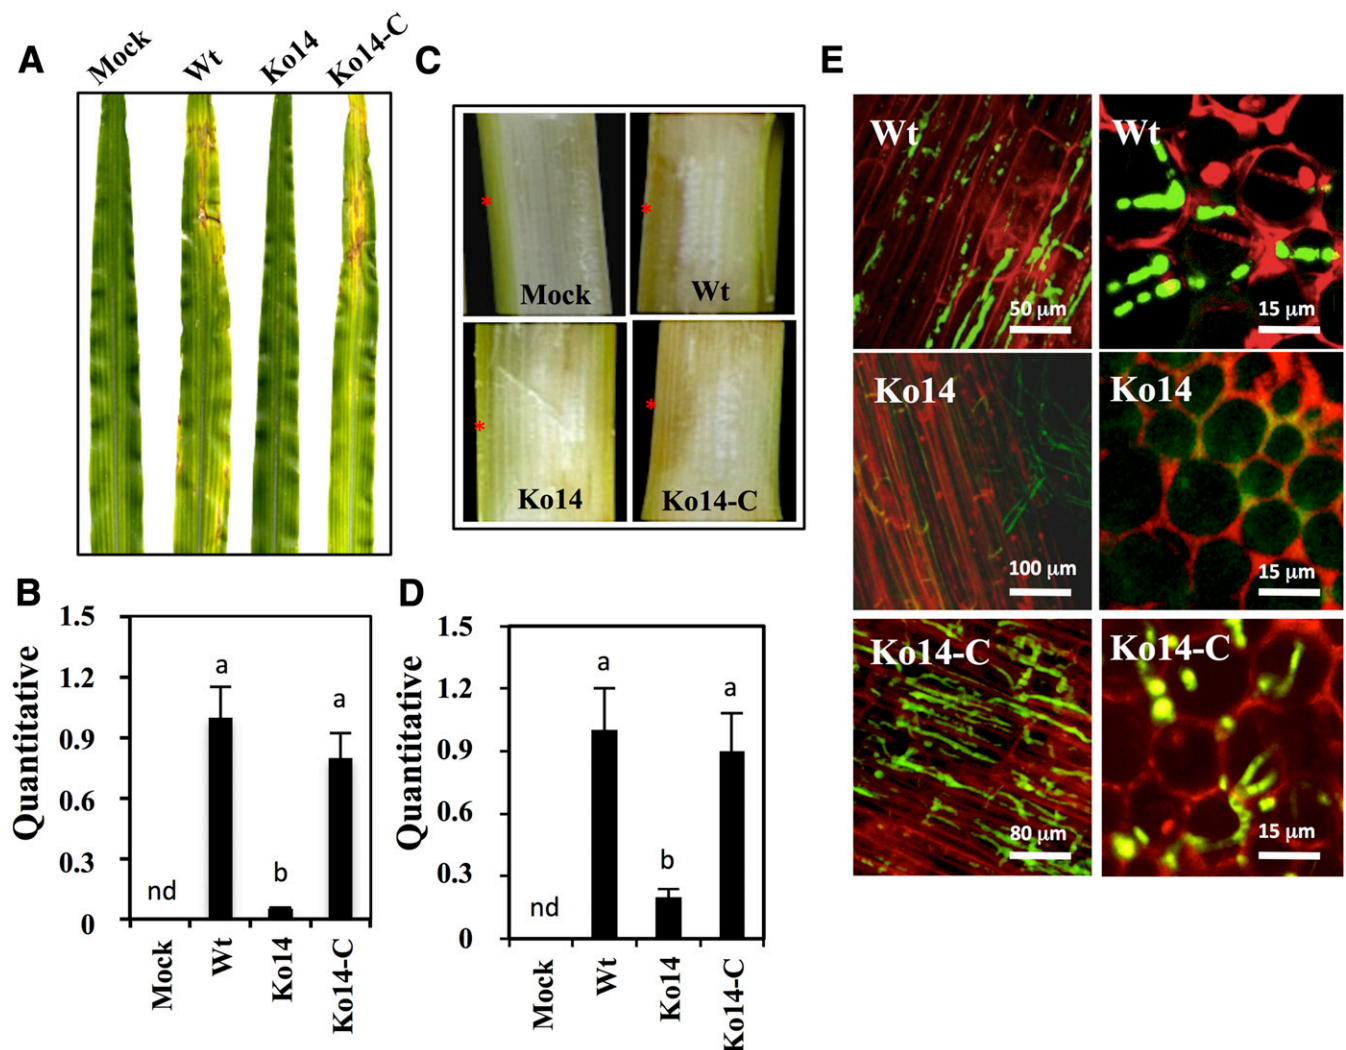 A
Mock
Wt
Ko14
Ko14-C
C
*
Mock
*
Wt
*
Ko14
*
Ko14-C
E
Wt
50 μm
Wt
15 μm
Ko14
100 μm
Ko14
15 μm
Ko14-C
80 μm
Ko14-C
15 μm
B
Quantitative
1.5
1.2
0.9
0.6
0.3
0
nd
a
b
a
Mock
Wt
Ko14
Ko14-C
D
Quantitative
1.5
1.2
0.9
0.6
0.3
0
nd
a
b
a
Mock
Wt
Ko14
Ko14-C